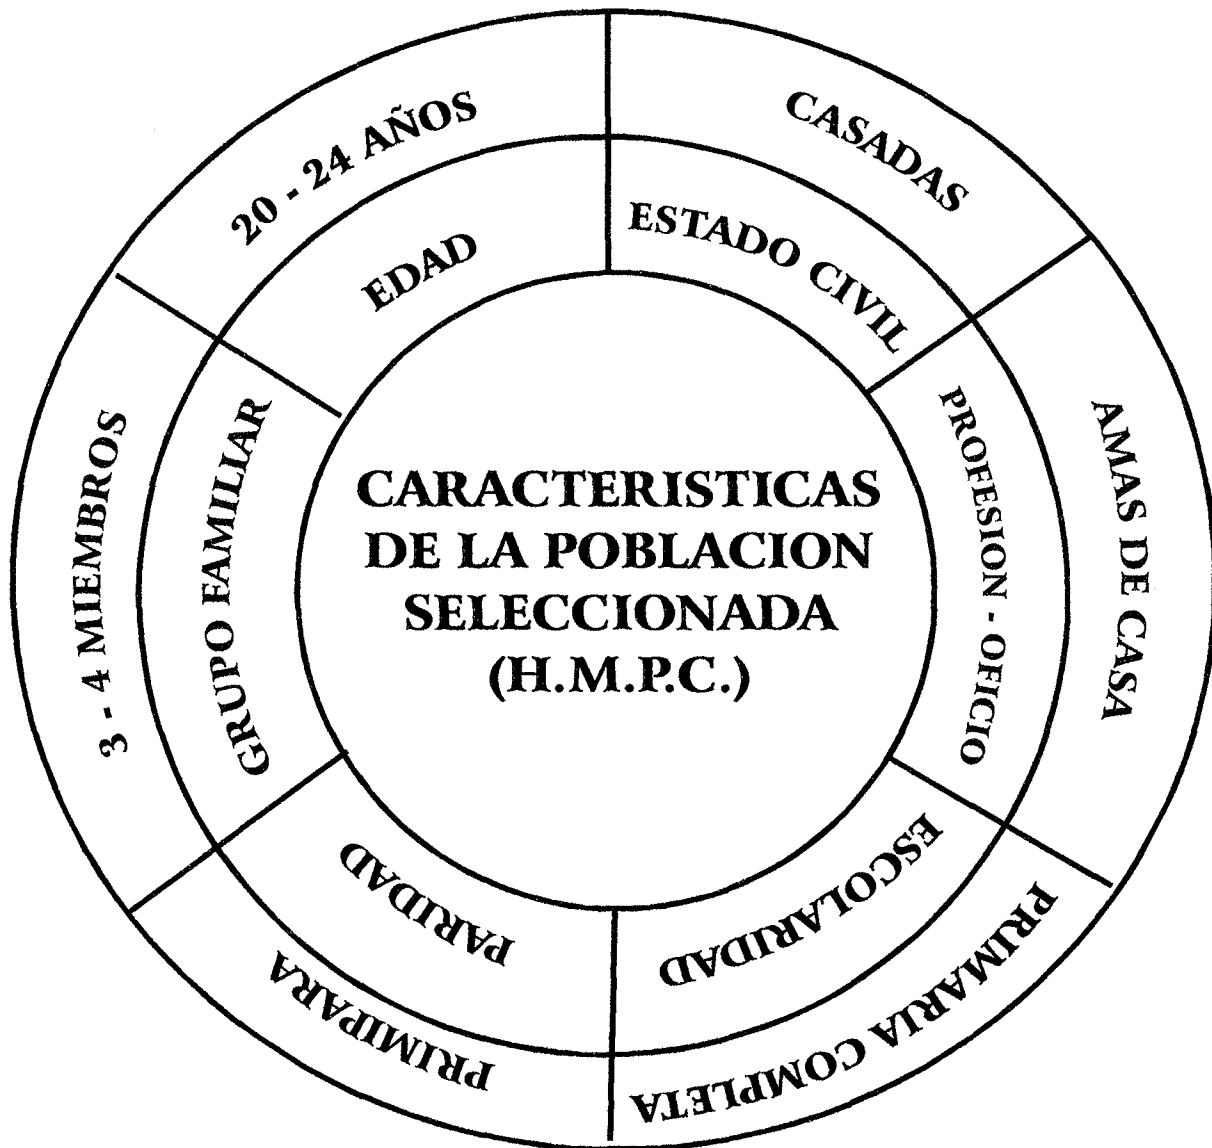 CARACTERISTICAS
DE LA POBLACION
SELECCIONADA
(H.M.P.C.)
EDAD
20 - 24 AÑOS
ESTADO CIVIL
CASADAS
PROFESION - OFICIO
AMAS DE CASA
ESCOLARIDAD
PRIMARIA COMPLETA
PARIDAD
PRIMIPARA
GRUPO FAMILIAR
3 - 4 MIEMBROS